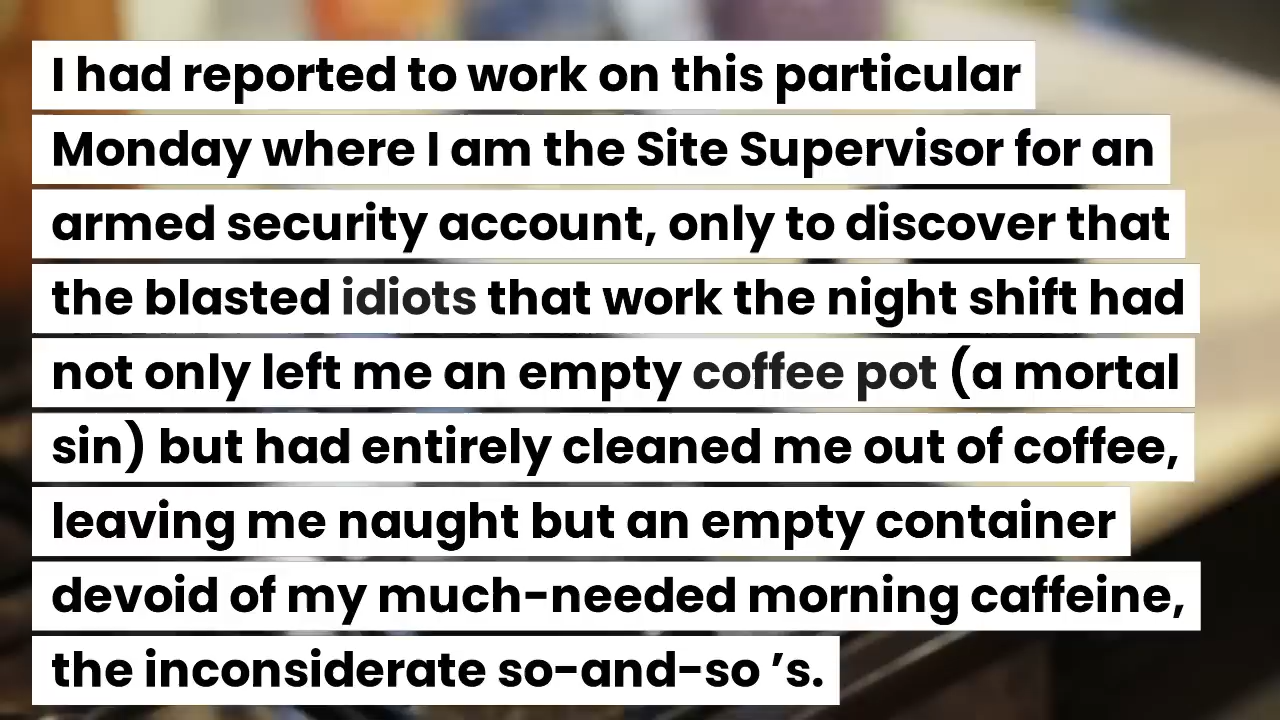 I had reported to work on this particular
Monday where I am the Site Supervisor for an
armed security account, only to discover that
the blasted idiots that work the night shift had
not only left me an empty coffee pot (a mortal
sin) but had entirely cleaned me out of coffee,
leaving me naught but an empty container
devoid of my much-needed morning caffeine,
the inconsiderate so-and-so ’s.